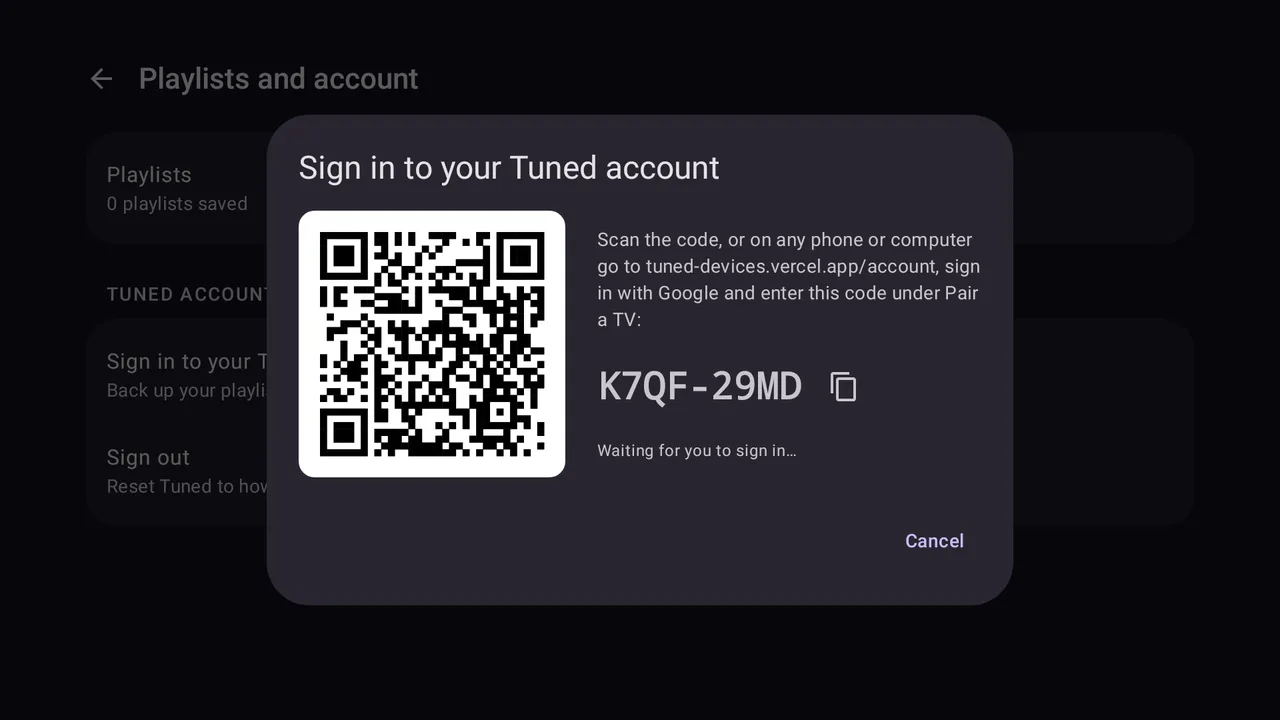 Playlists and account
Playlists
0 playlists saved
TUNED ACCOUNT
Sign in to your T
Back up your playli
Sign out
Reset Tuned to how
Sign in to your Tuned account
Scan the code, or on any phone or computer
go to tuned-devices.vercel.app/account, sign
in with Google and enter this code under Pair
a TV:
K7QF-29MD
Waiting for you to sign in…
Cancel